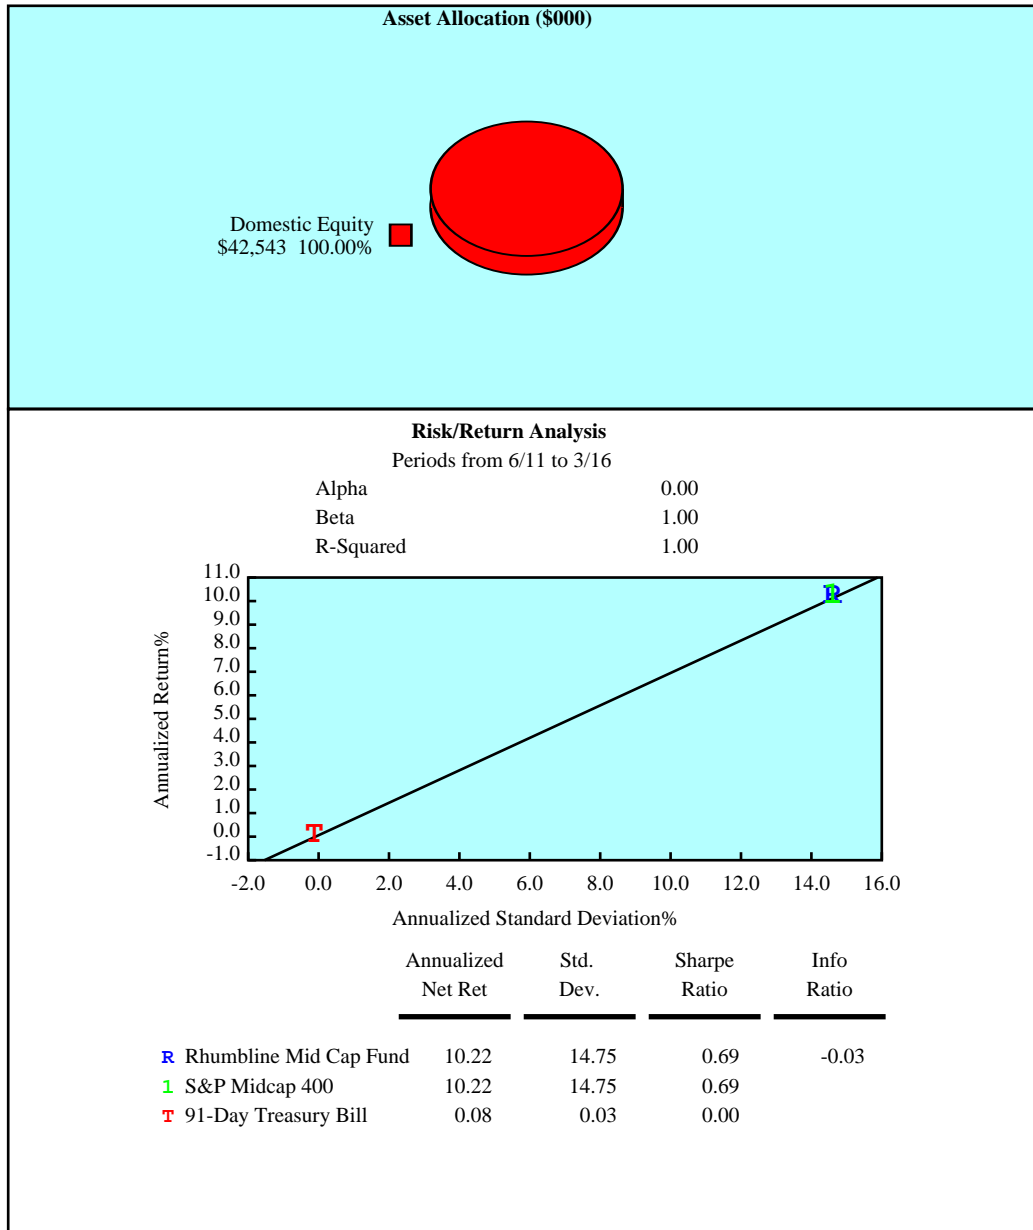 Asset Allocation ($000)
Domestic Equity
$42,543 100.00%
Risk/Return Analysis
Periods from 6/11 to 3/16
Alpha 0.00
Beta 1.00
R-Squared 1.00
11.0
10.0
9.0
8.0
7.0
6.0
5.0
4.0
3.0
2.0
1.0
0.0
-1.0
Annualized Return%
R
1
T
-2.0 0.0 2.0 4.0 6.0 8.0 10.0 12.0 14.0 16.0
Annualized Standard Deviation%
Annualized Std. Sharpe Info
Net Ret Dev. Ratio Ratio
R Rhumbline Mid Cap Fund 10.22 14.75 0.69 -0.03
1 S&P Midcap 400 10.22 14.75 0.69
T 91-Day Treasury Bill 0.08 0.03 0.00